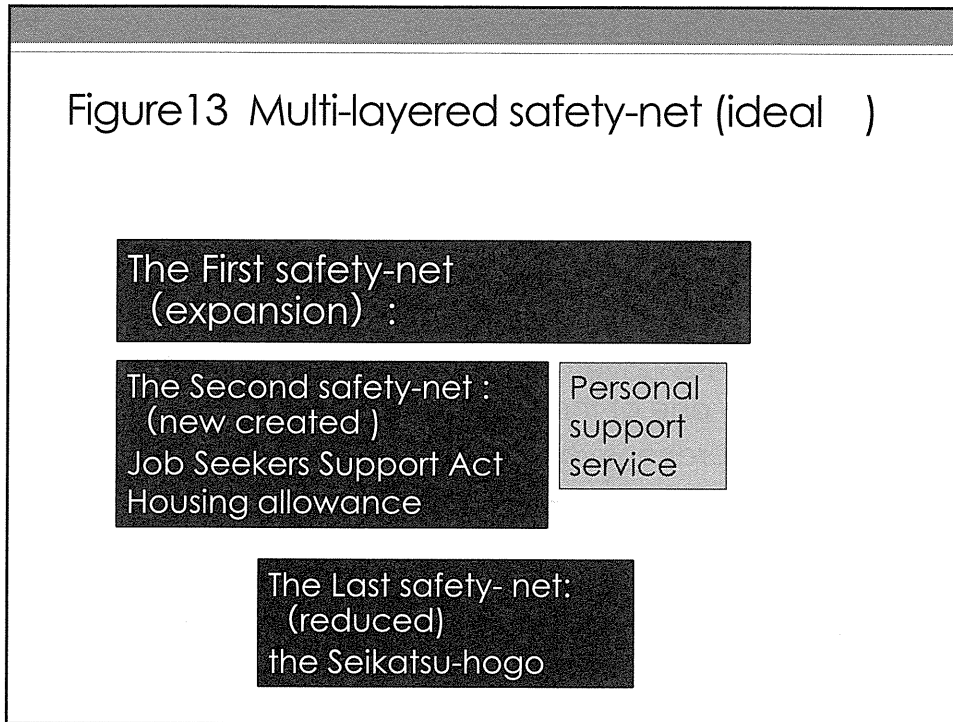 Figure13 Multi-layered safety-net (ideal )
The First safety-net
(expansion) :
The Second safety-net :
(new created )
Job Seekers Support Act
Housing allowance
Personal
support
service
The Last safety- net:
(reduced)
the Seikatsu-hogo